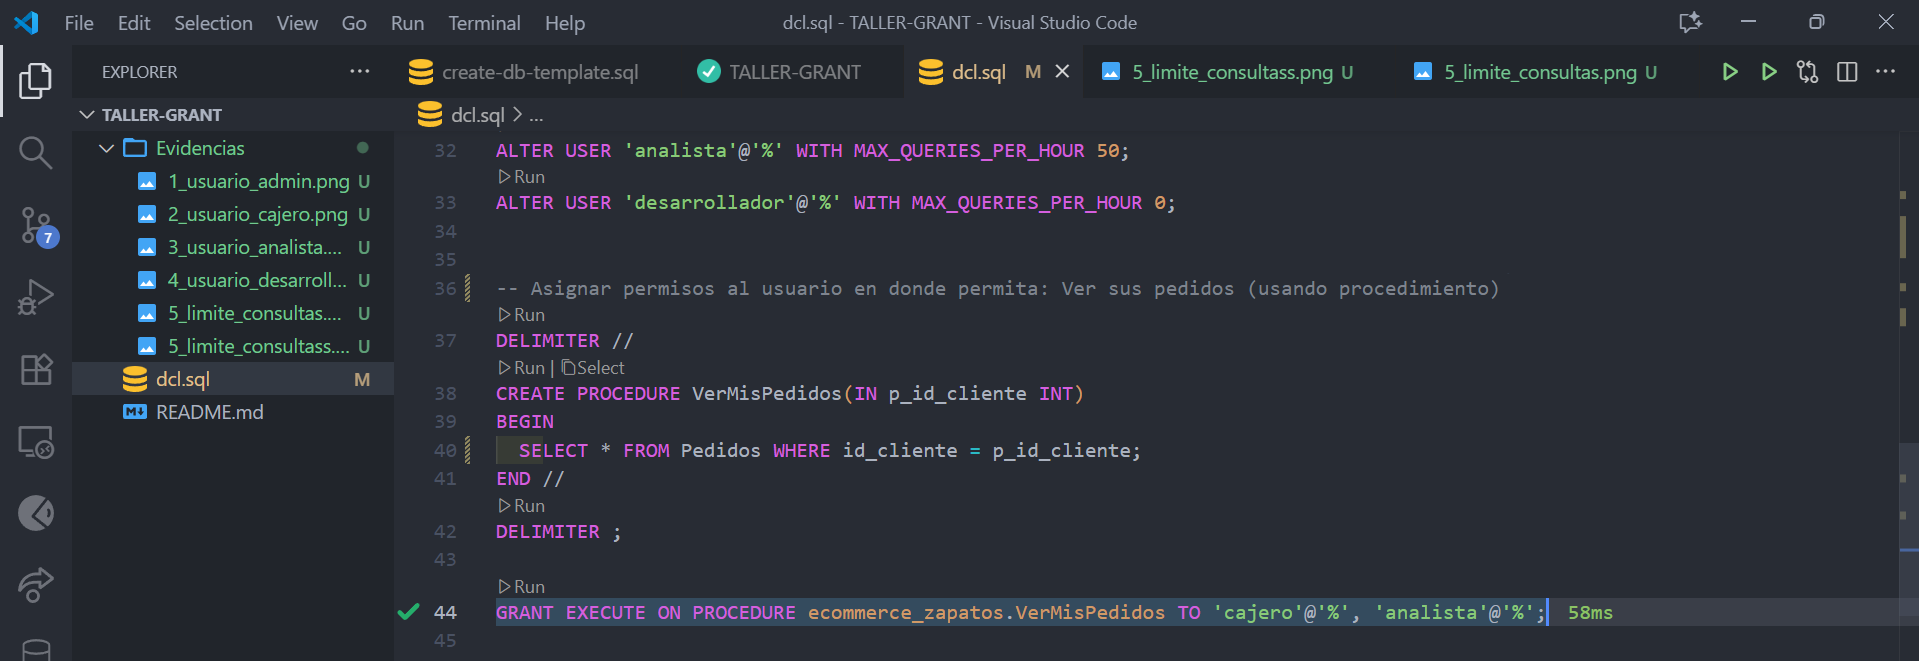 File Edit Selection View Go Run Terminal Help
dcl.sql - TALLER-GRANT - Visual Studio Code
EXPLORER
create-db-template.sql
TALLER-GRANT
dcl.sql M
5_limite_consultass.png U
5_limite_consultas.png U
TALLER-GRANT
dcl.sql > ...
Evidencias
1_usuario_admin.png U
2_usuario_cajero.png U
3_usuario_analista.... U
4_usuario_desarroll... U
5_limite_consultas.... U
5_limite_consultass.... U
dcl.sql M
README.md
7
32 ALTER USER 'analista'@'%' WITH MAX_QUERIES_PER_HOUR 50;
Run
33 ALTER USER 'desarrollador'@'%' WITH MAX_QUERIES_PER_HOUR 0;
34
35
36 -- Asignar permisos al usuario en donde permita: Ver sus pedidos (usando procedimiento)
Run
37 DELIMITER //
Run | Select
38 CREATE PROCEDURE VerMisPedidos(IN p_id_cliente INT)
39 BEGIN
40 SELECT * FROM Pedidos WHERE id_cliente = p_id_cliente;
41 END //
Run
42 DELIMITER ;
43
Run
44 GRANT EXECUTE ON PROCEDURE ecommerce_zapatos.VerMisPedidos TO 'cajero'@'%', 'analista'@'%'; 58ms
45